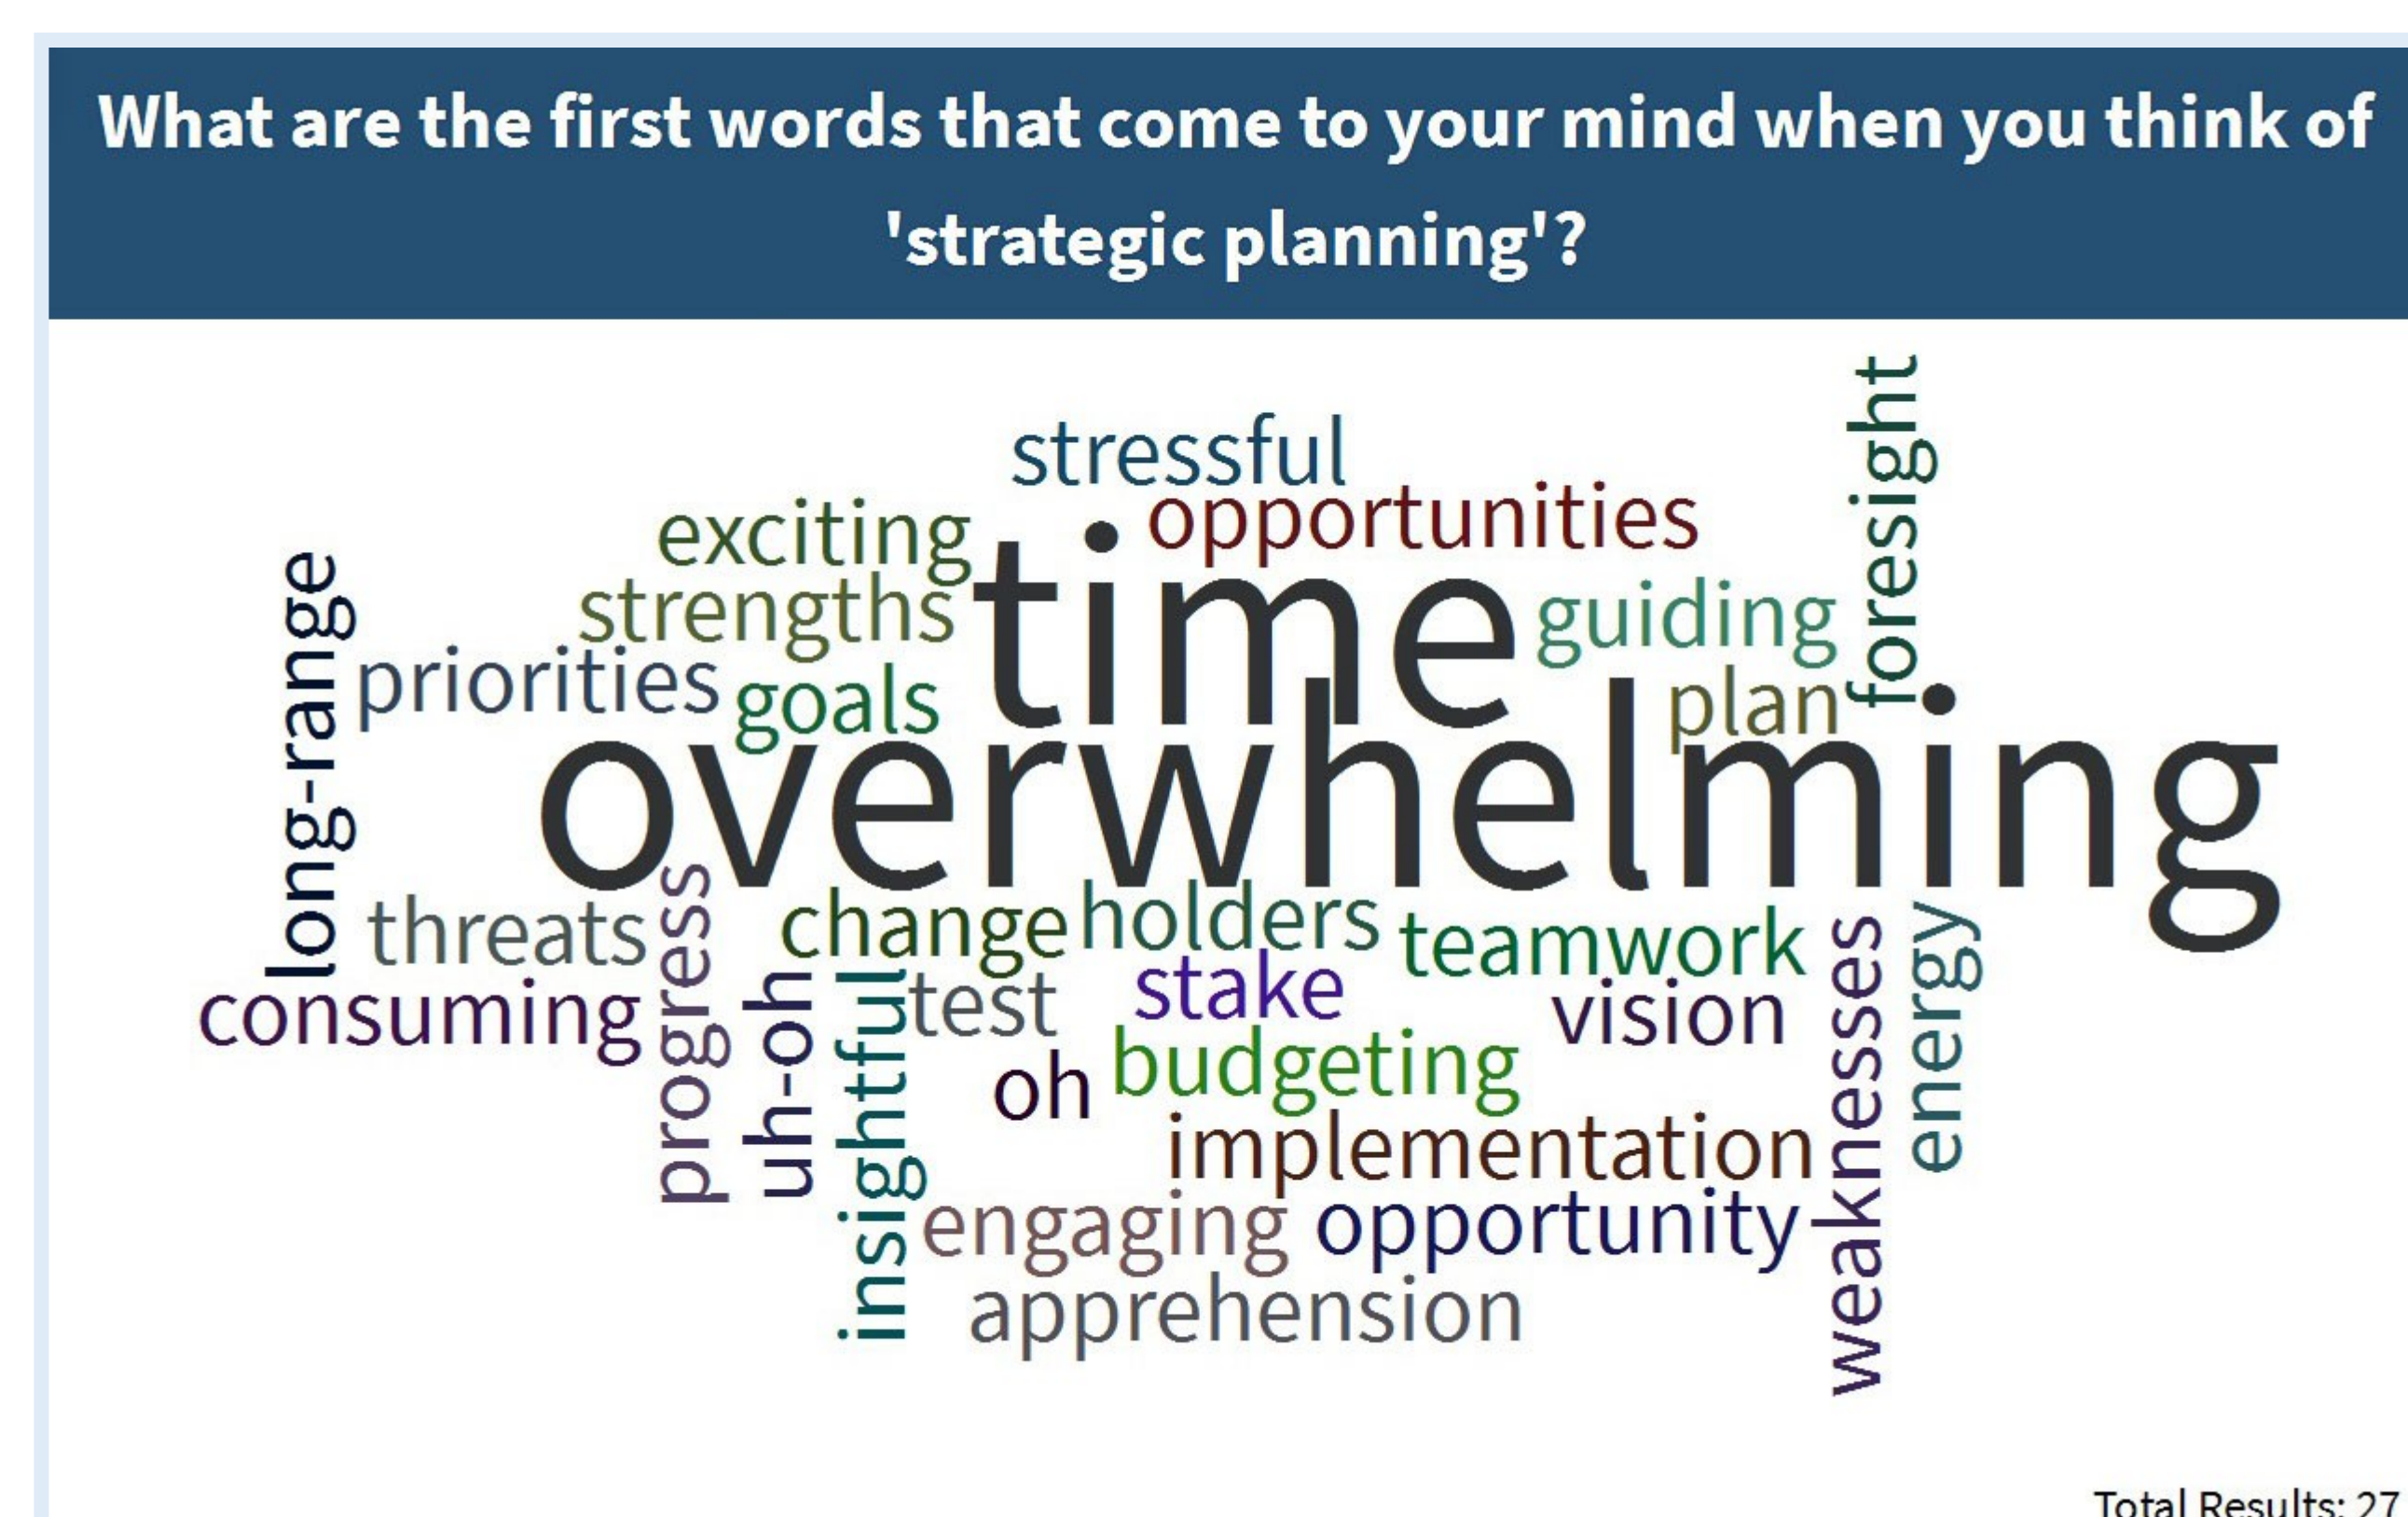 What are the first words that come to your mind when you think of
'strategic planning'?
foresight
stressful
opportunities
exciting
time
strengths
guiding
long-range
priorities
goals
plan
overwhelming
threats
progress
change
holders
teamwork
weaknesses
energy
consuming
uh-oh
insightful
test
stake
vision
oh
budgeting
implementation
engaging
opportunity
apprehension
Total Results: 27